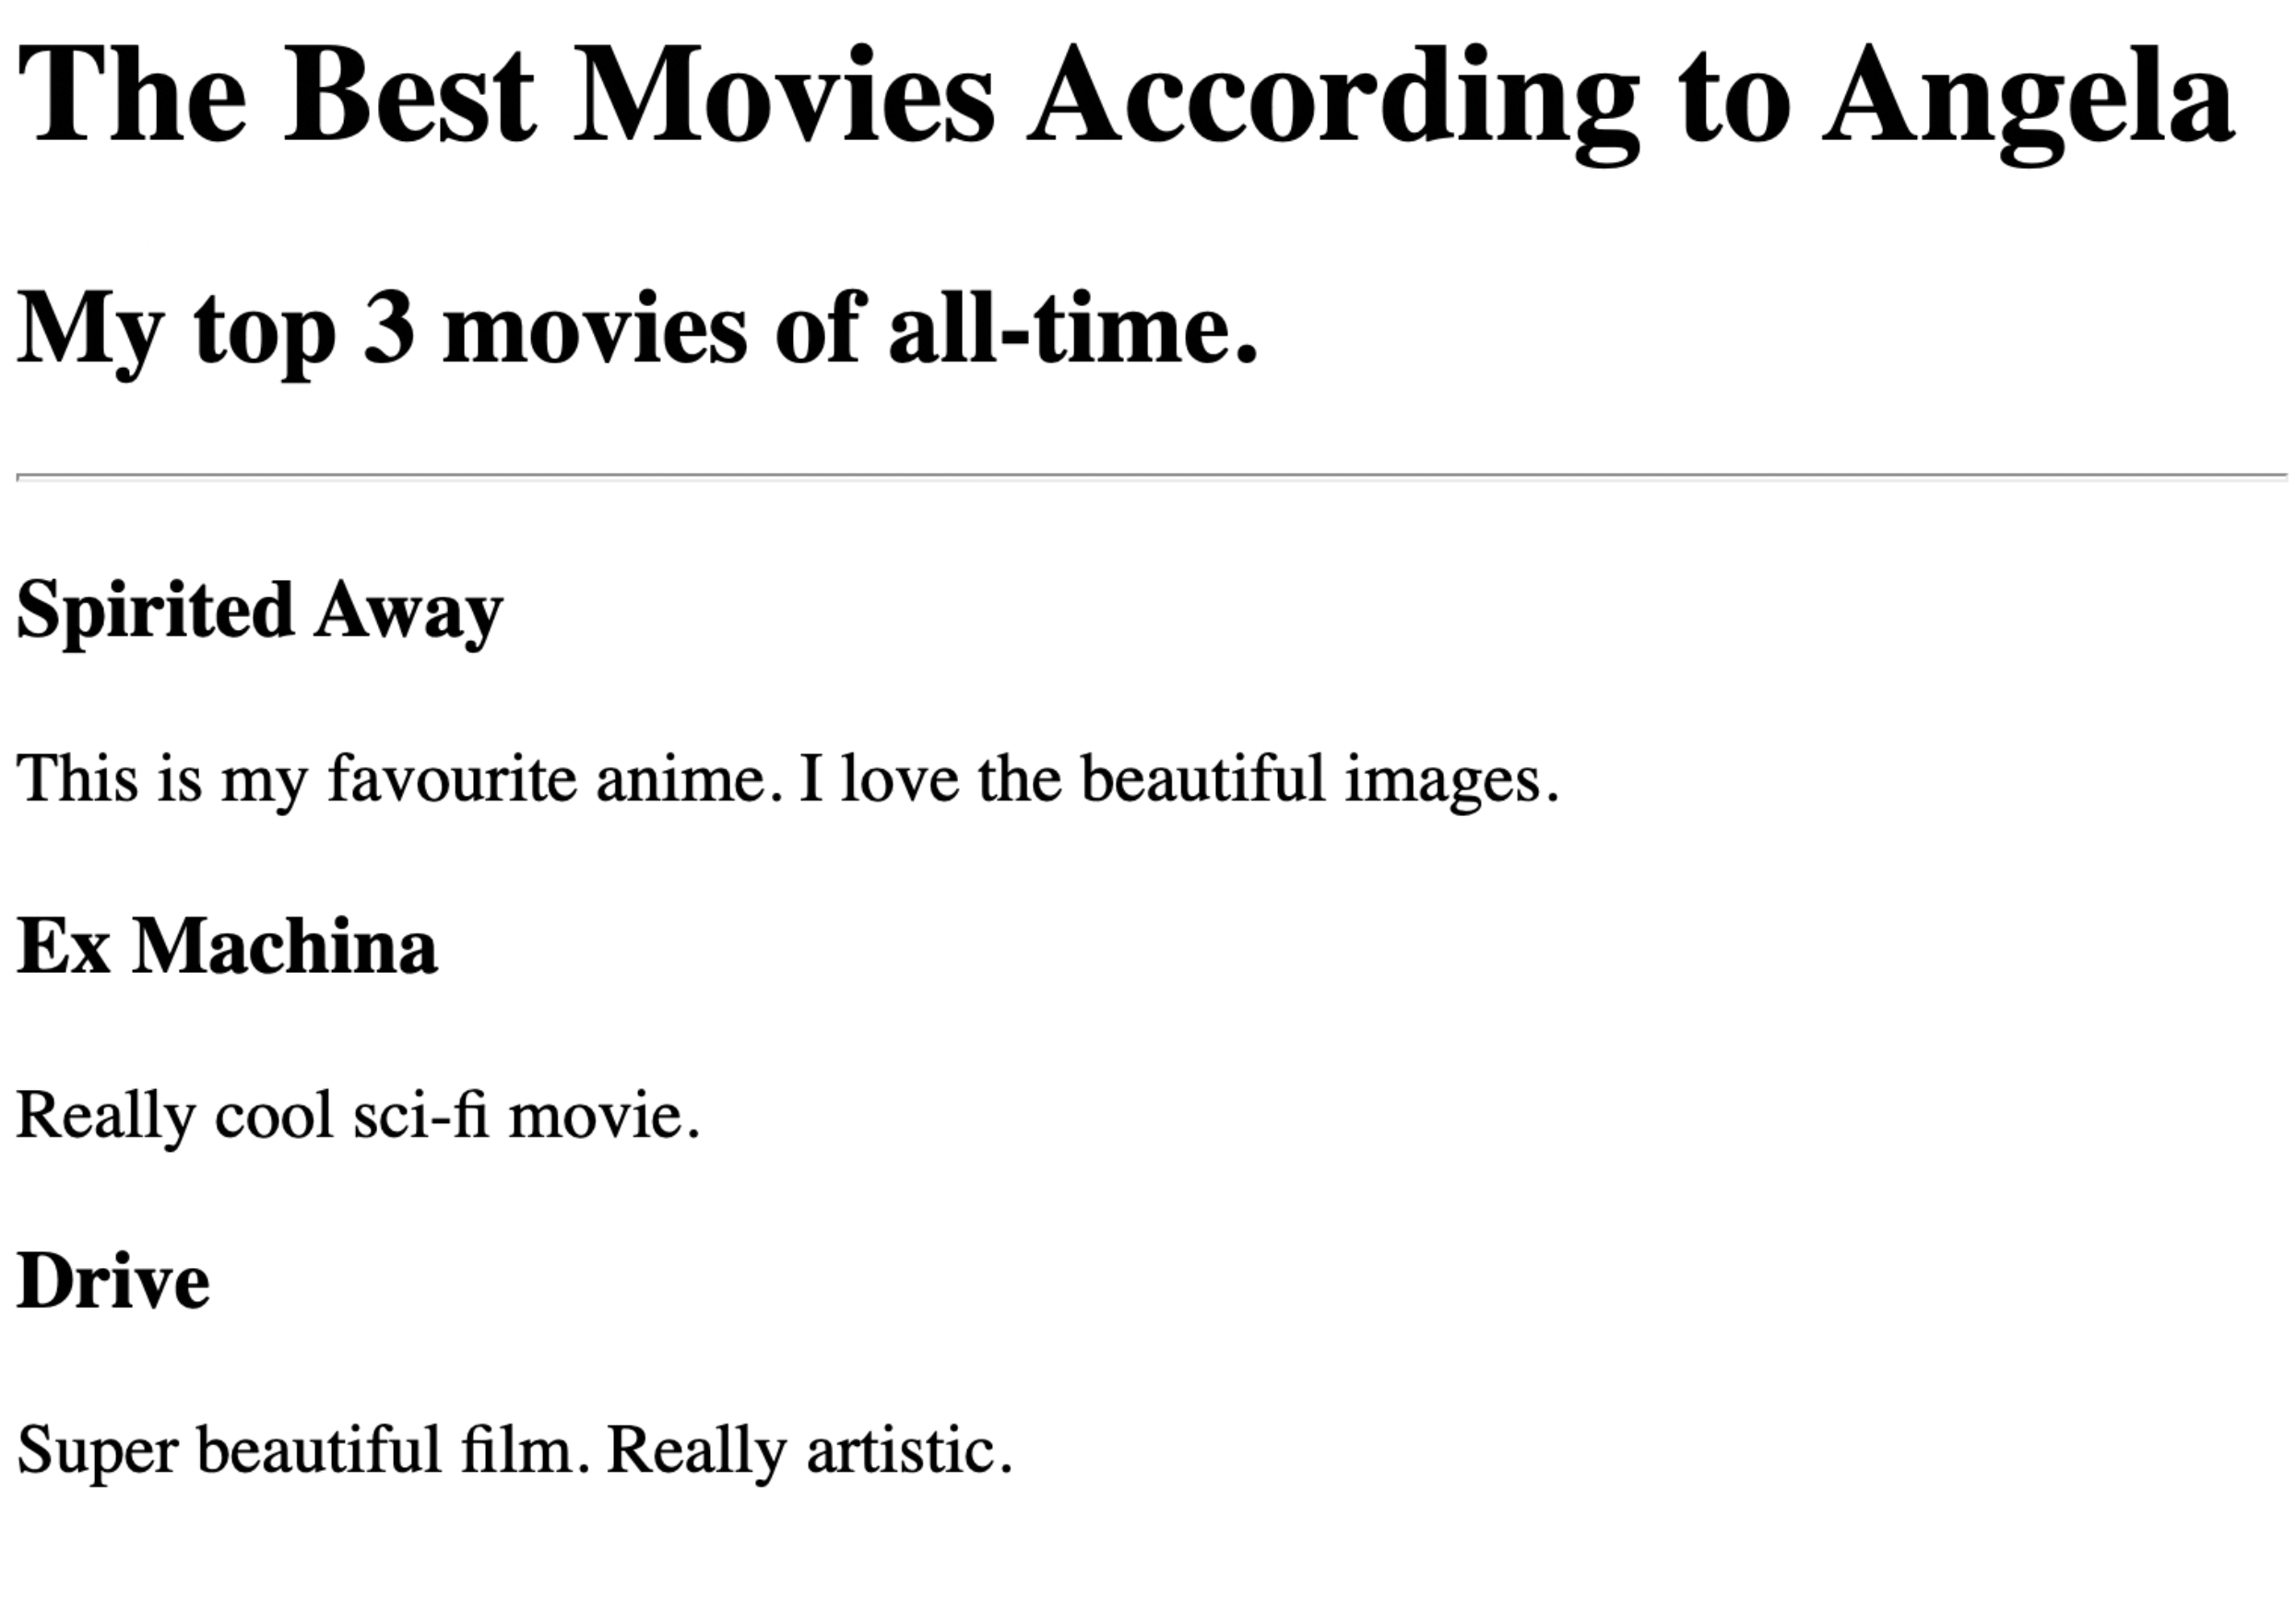 The Best Movies According to Angela
My top 3 movies of all-time.
Spirited Away
This is my favourite anime. I love the beautiful images.
Ex Machina
Really cool sci-fi movie.
Drive
Super beautiful film. Really artistic.